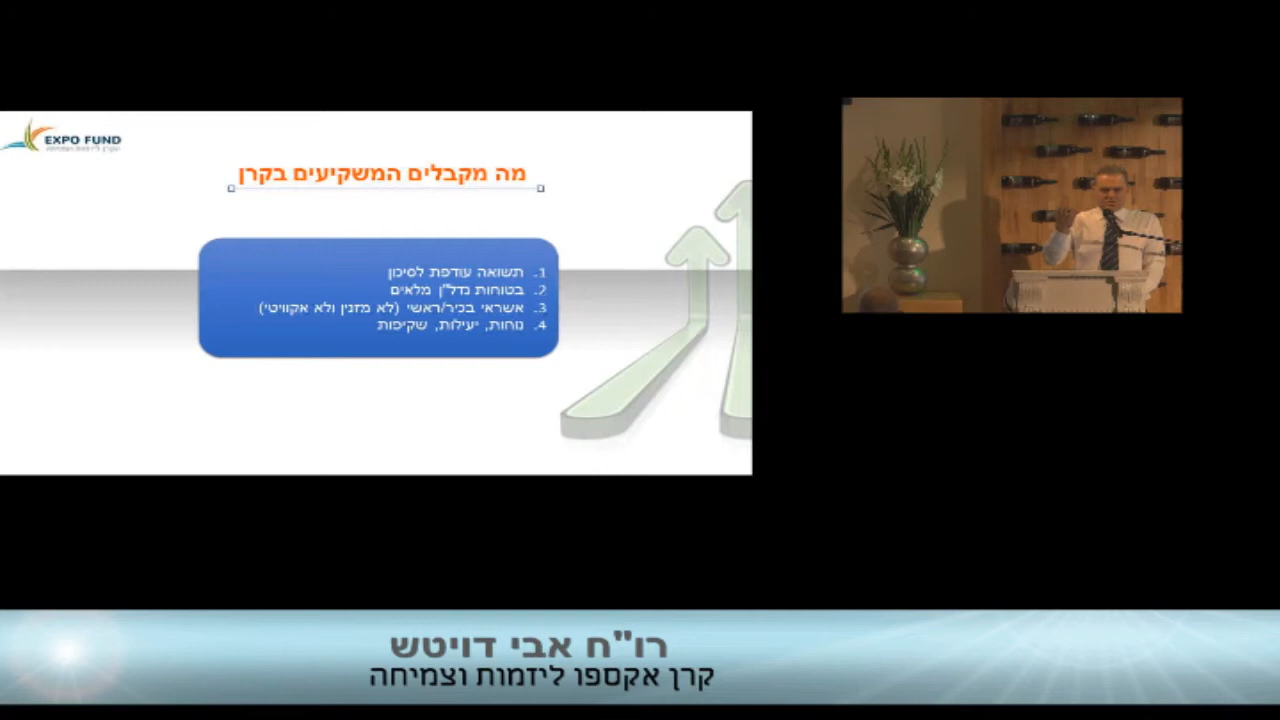 EXPO FUND
מה מקבלים המשקיעים בקרן
1. תשואה עודפת לסיכון
2. בטוחות נדל"ן מלאים
3. אשראי בכיר/ראשי (לא מזנין ולא אקוויטי)
4. נוחות, יעילות, שקיפות
רו"ח אבי דויטש
קרן אקספו ליזמות וצמיחה